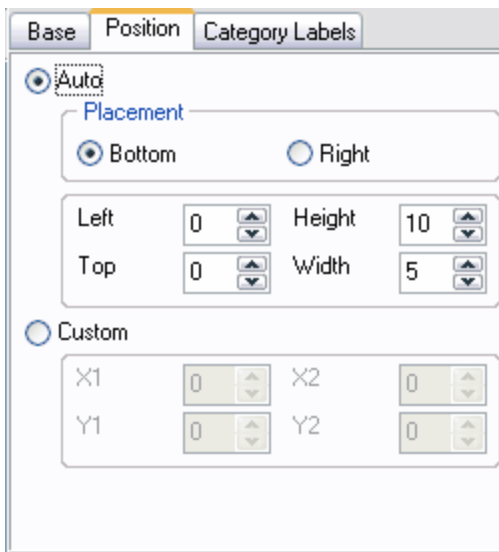 Base Position Category Labels
Auto
Placement
Bottom Right
Left 0 Height 10
Top 0 Width 5
Custom
X1 0 X2 0
Y1 0 Y2 0